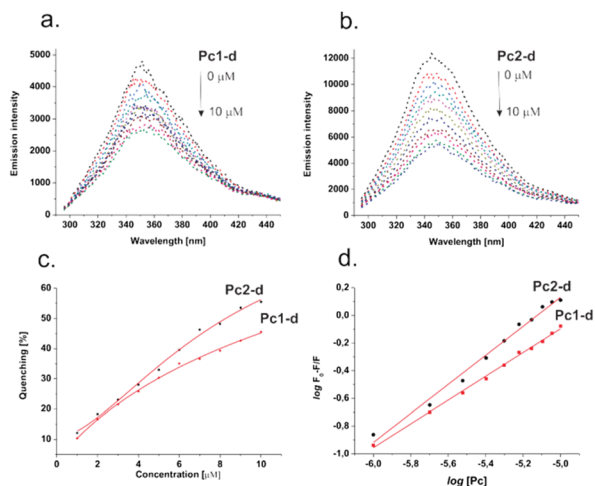 a.
Pc1-d
0 μM
10 μM
5000
4000
3000
2000
1000
0
300 320 340 360 380 400 420 440
Emission intensity
Wavelength [nm]
b.
Pc2-d
0 μM
10 μM
12000
10000
8000
6000
4000
2000
0
300 320 340 360 380 400 420 440
Emission intensity
Wavelength [nm]
c.
Pc2-d
Pc1-d
60
50
40
30
20
10
0 2 4 6 8 10
Quenching [%]
Concentration [μM]
d.
Pc2-d
Pc1-d
0,2
0,0
-0,2
-0,4
-0,6
-0,8
-1,0
-6,0 -5,8 -5,6 -5,4 -5,2 -5,0
log F₀-F/F
log [Pc]